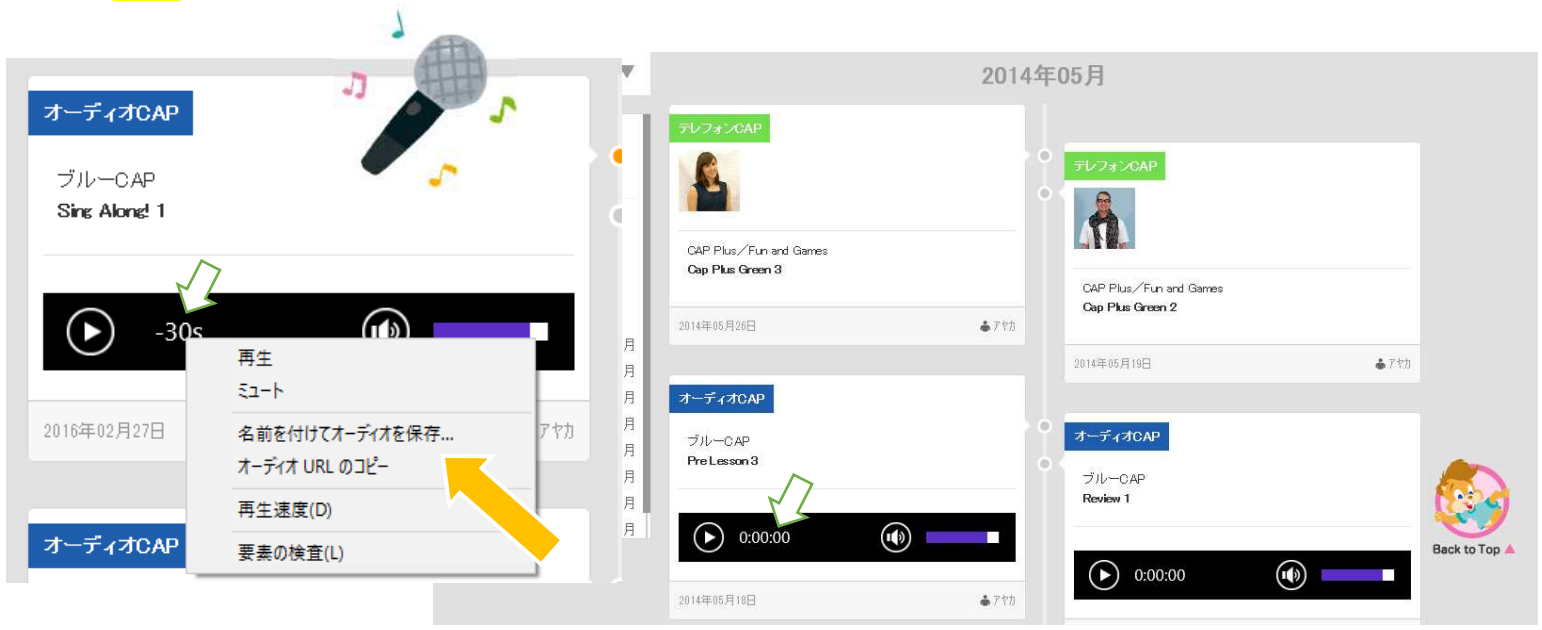 オーディオCAP
ブルーCAP
Sing Along! 1
-30s
再生
ミュート
名前を付けてオーディオを保存...
オーディオ URL のコピー
再生速度(D)
要素の検査(L)
2016年02月27日
アヤカ
オーディオCAP
▼
月
月
月
月
月
月
月
月
2014年05月
テレフォンCAP
CAP Plus／Fun and Games
Cap Plus Green 3
2014年05月26日
アヤカ
テレフォンCAP
CAP Plus／Fun and Games
Cap Plus Green 2
2014年05月19日
アヤカ
オーディオCAP
ブルーCAP
Pre Lesson 3
0:00:00
2014年05月18日
アヤカ
オーディオCAP
ブルーCAP
Review 1
0:00:00
Back to Top ▲